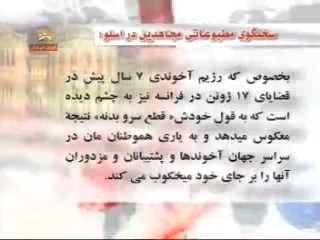 سخنگوی مطبوعاتی مجاهدین در اسلو:
بخصوص که رژیم آخوندی ۷ سال پیش در
قضایای ۱۷ ژوئن در فرانسه نیز به چشم دیده
است که به قول خودش« قطع سرو بدنه» نتیجهٔ
معکوس میدهد و به یاری هموطنان مان در
سراسر جهان آخوندها و پشتیبانان و مزدوران
آنها را بر جای خود میخکوب می کند.